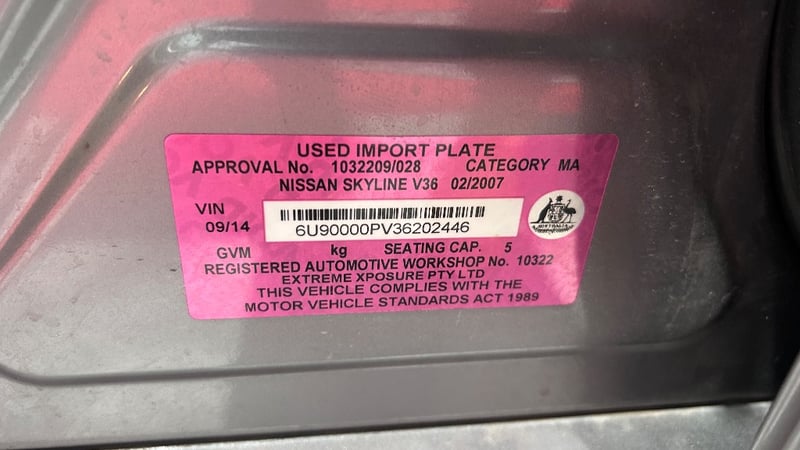 USED IMPORT PLATE
APPROVAL No. 1032209/028 CATEGORY MA
NISSAN SKYLINE V36 02/2007
VIN
09/14 6U90000PV36202446
AUSTRALIA
GVM kg SEATING CAP. 5
REGISTERED AUTOMOTIVE WORKSHOP No. 10322
EXTREME XPOSURE PTY LTD
THIS VEHICLE COMPLIES WITH THE
MOTOR VEHICLE STANDARDS ACT 1989